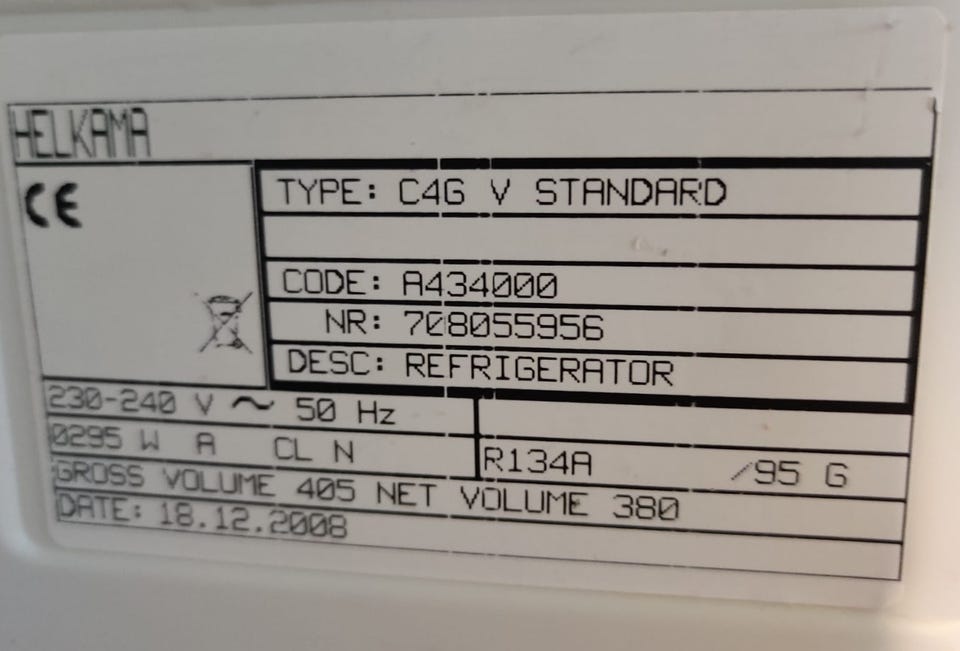 HELKAMA
CE
TYPE: C4G V STANDARD
CODE: A434000
NR: 708055956
DESC: REFRIGERATOR
230-240 V ~ 50 Hz
0295 W A CL N
R134A /95 G
GROSS VOLUME 405 NET VOLUME 380
DATE: 18.12.2008